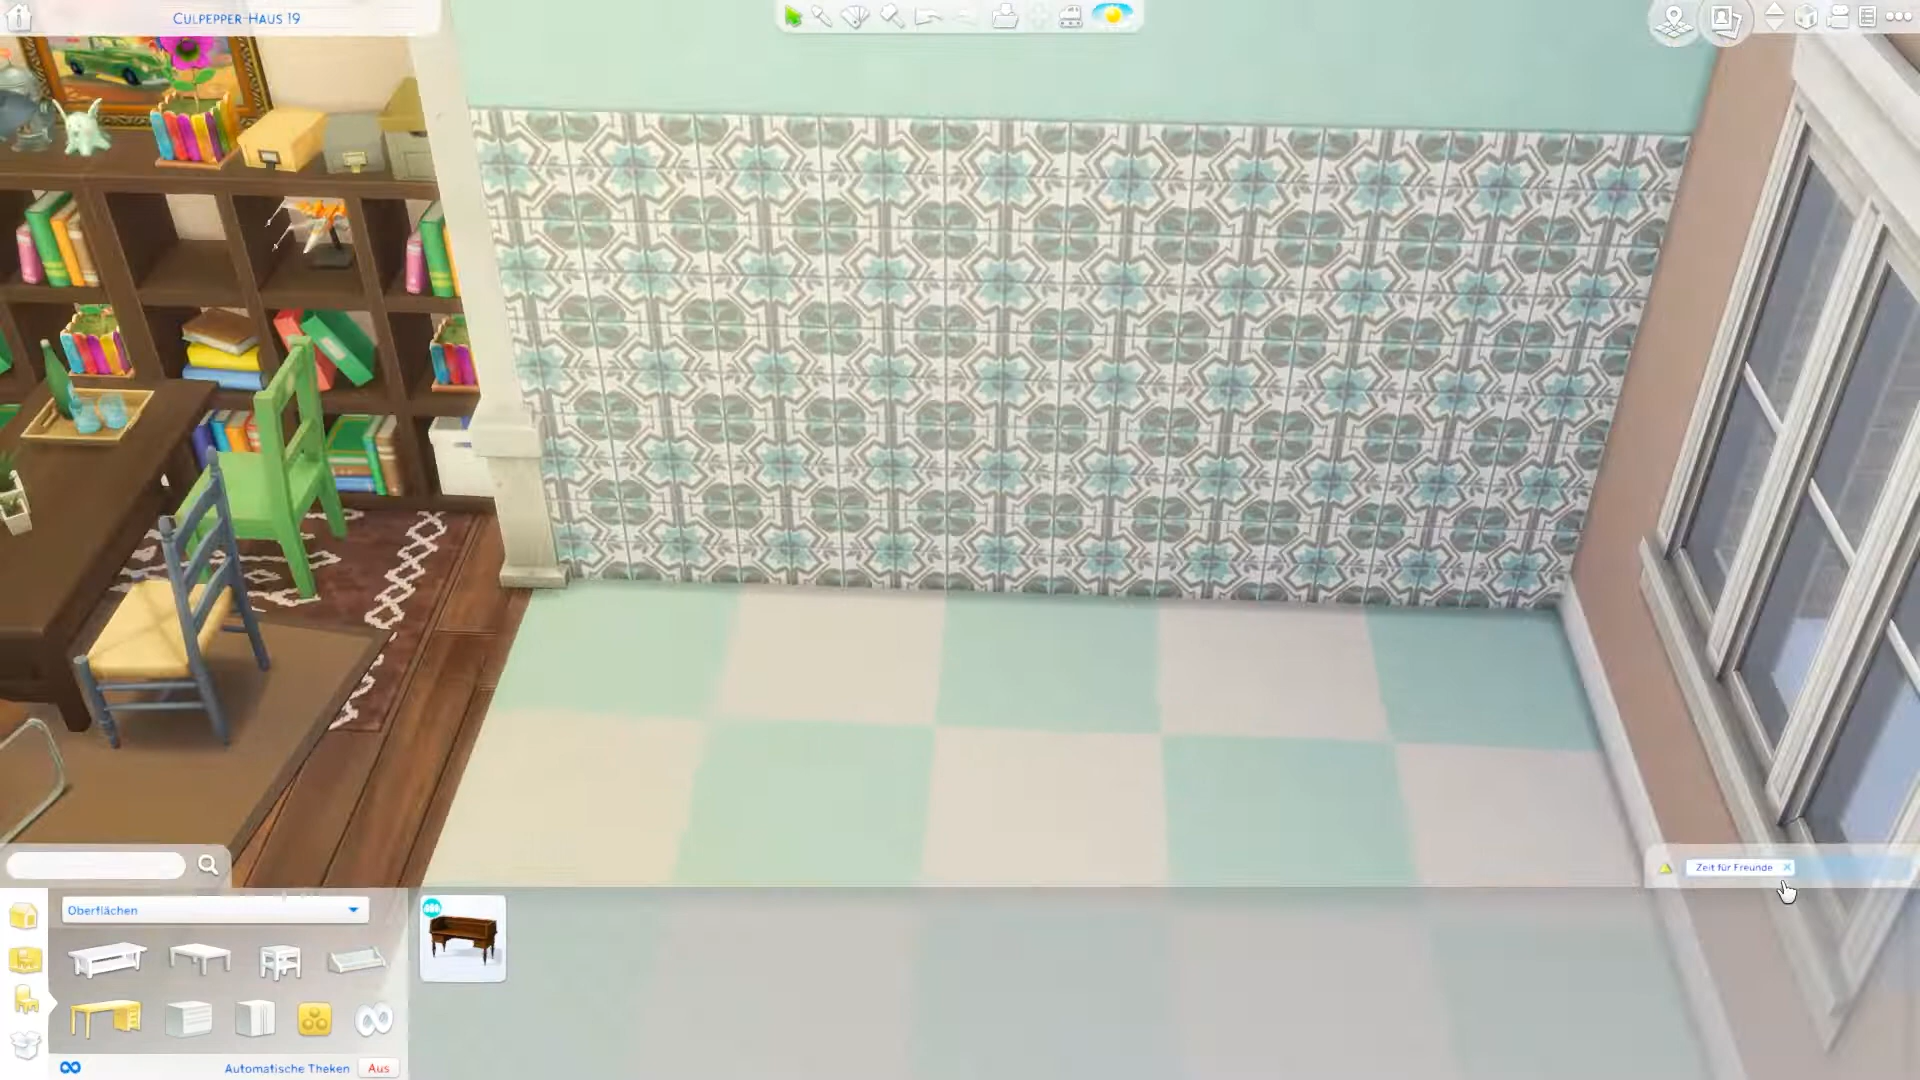 Culpepper-Haus 19
Zeit für Freunde
Oberflächen
Automatische Theken
Aus